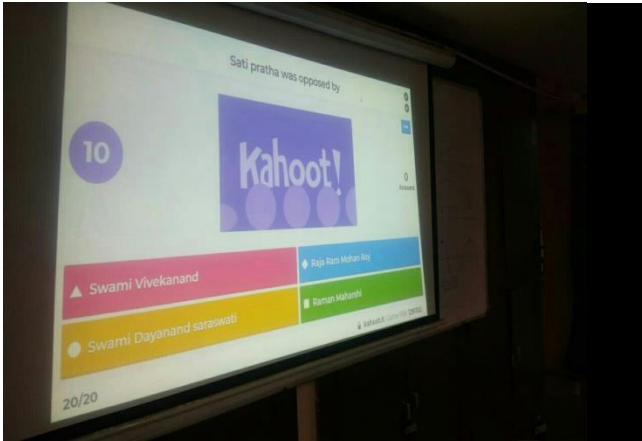 Sati pratha was opposed by
10
Kahoot!
0
Answers
Swami Vivekanand
Raja Ram Mohan Roy
Swami Dayanand saraswati
Raman Maharshi
20/20